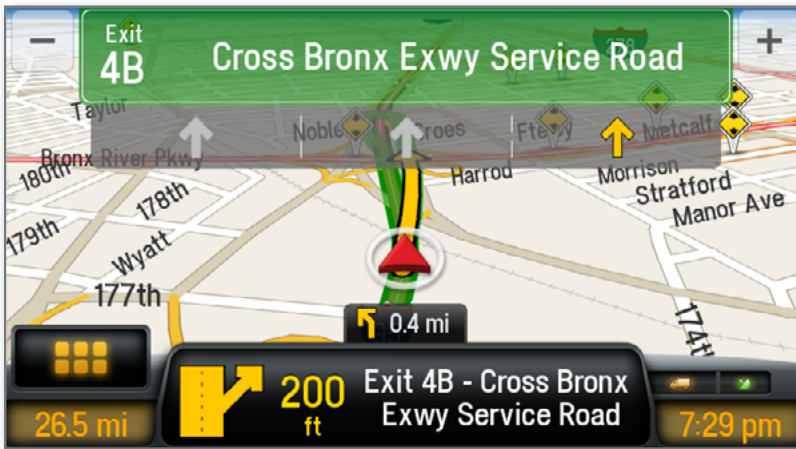 −
Exit
4B
Cross Bronx Exwy Service Road
278
+
Taylor
Noble
Croes
Fteley
Metcalf
Bronx River Pkwy
180th
Harrod
Morrison
Stratford
178th
Manor Ave
179th
Wyatt
177th
174th
0.4 mi
200
ft
Exit 4B - Cross Bronx
Exwy Service Road
26.5 mi
7:29 pm